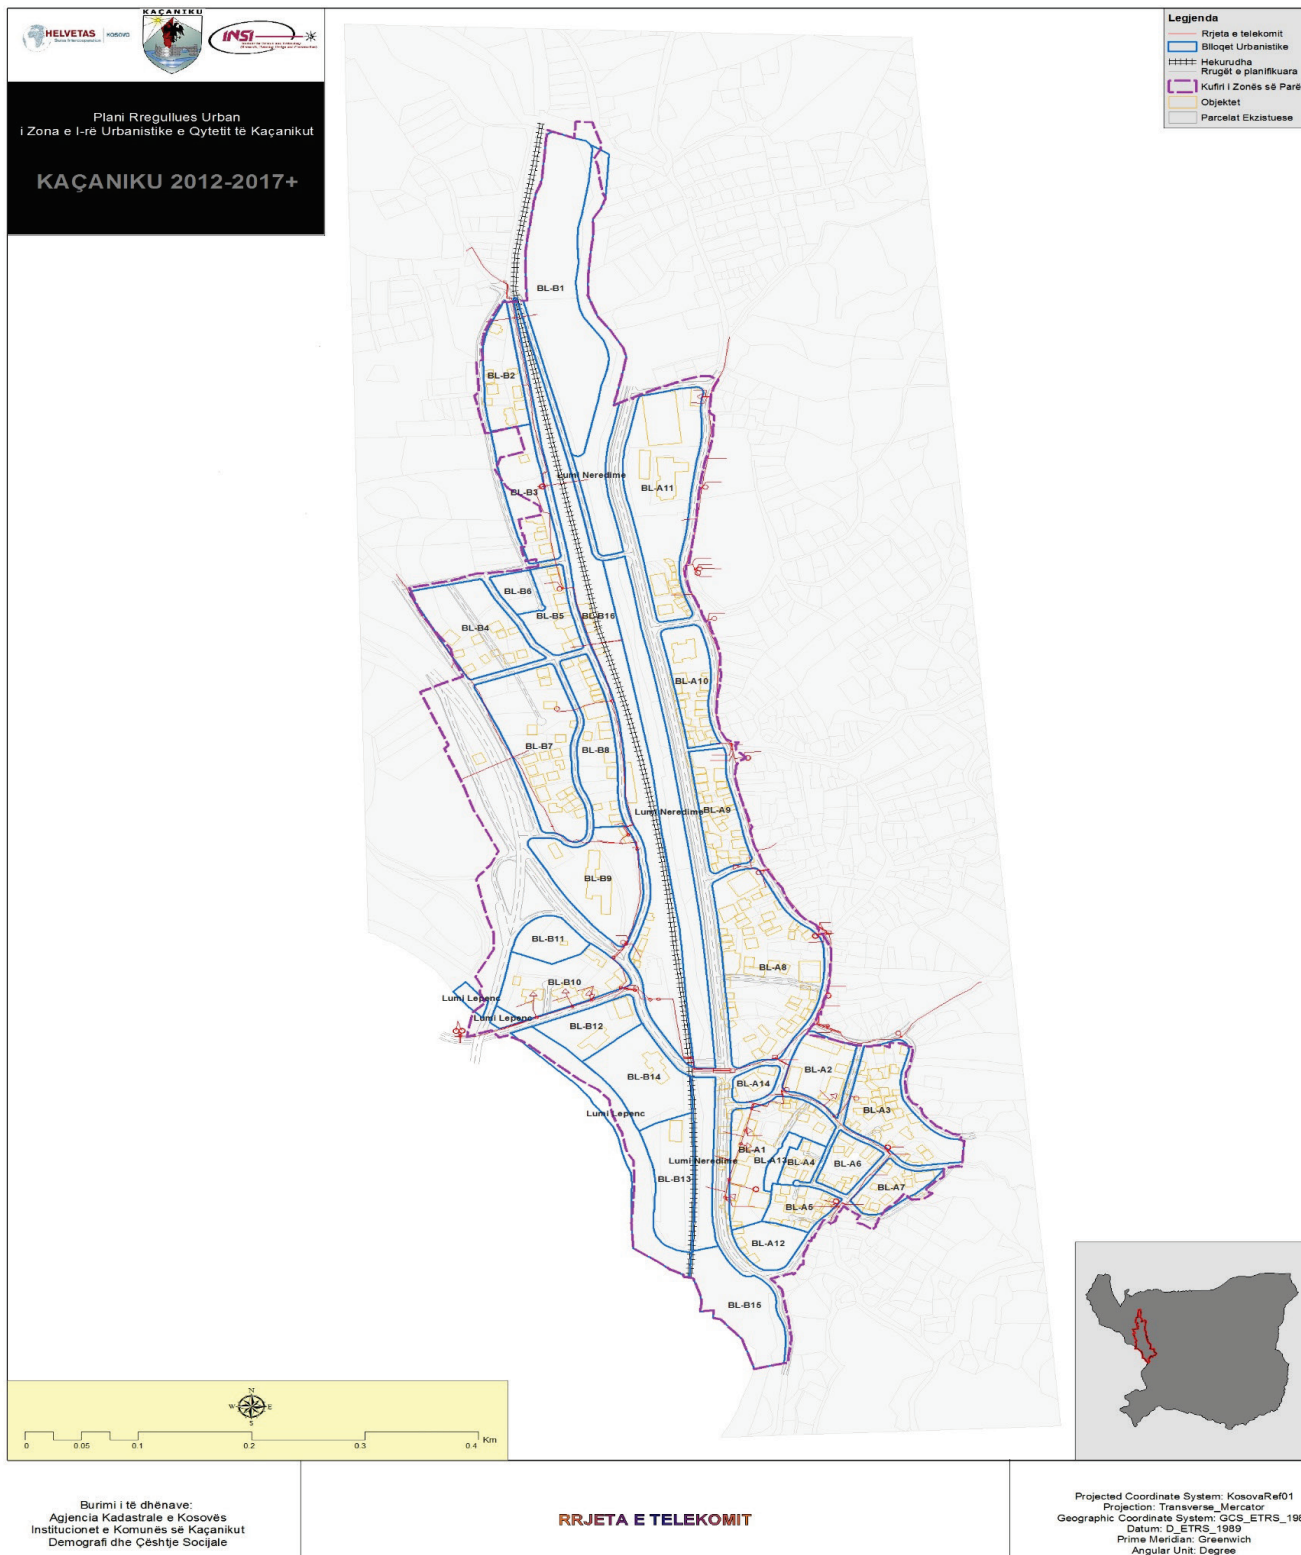 HELVETAS
KOSOVO
KAÇANIKU
INSI
Plani Rregullues Urban
i Zona e I-rë Urbanistike e Qytetit të Kaçanikut
KAÇANIKU 2012-2017+
Legjenda
Rrjeta e telekomit
Blloqet Urbanistike
Hekurudha
Rrugët e planifikuara
Kufiri i Zonës së Parë
Objektet
Parcelat Ekzistuese
BL-B1
BL-B2
Lumi Neredime
BL-A11
BL-B3
BL-B6
BL-B5
BL-B16
BL-B4
BL-A10
BL-B7
BL-B8
Lumi Neredime
BL-A9
BL-B9
BL-B11
BL-A8
BL-B10
Lumi Lepenc
Lumi Lepenc
BL-B12
BL-B14
BL-A14
BL-A2
BL-A3
Lumi Lepenc
BL-A1
Lumi Neredime
BL-A13
BL-A4
BL-A6
BL-B13
BL-A7
BL-A5
BL-A12
BL-B15
N
W
E
S
0
0.05
0.1
0.2
0.3
0.4
Km
Burimi i të dhënave:
Agjencia Kadastrale e Kosovës
Institucionet e Komunës së Kaçanikut
Demografi dhe Çështje Socijale
RRJETA E TELEKOMIT
Projected Coordinate System: KosovaRef01
Projection: Transverse_Mercator
Geographic Coordinate System: GCS_ETRS_198
Datum: D_ETRS_1989
Prime Meridian: Greenwich
Angular Unit: Degree